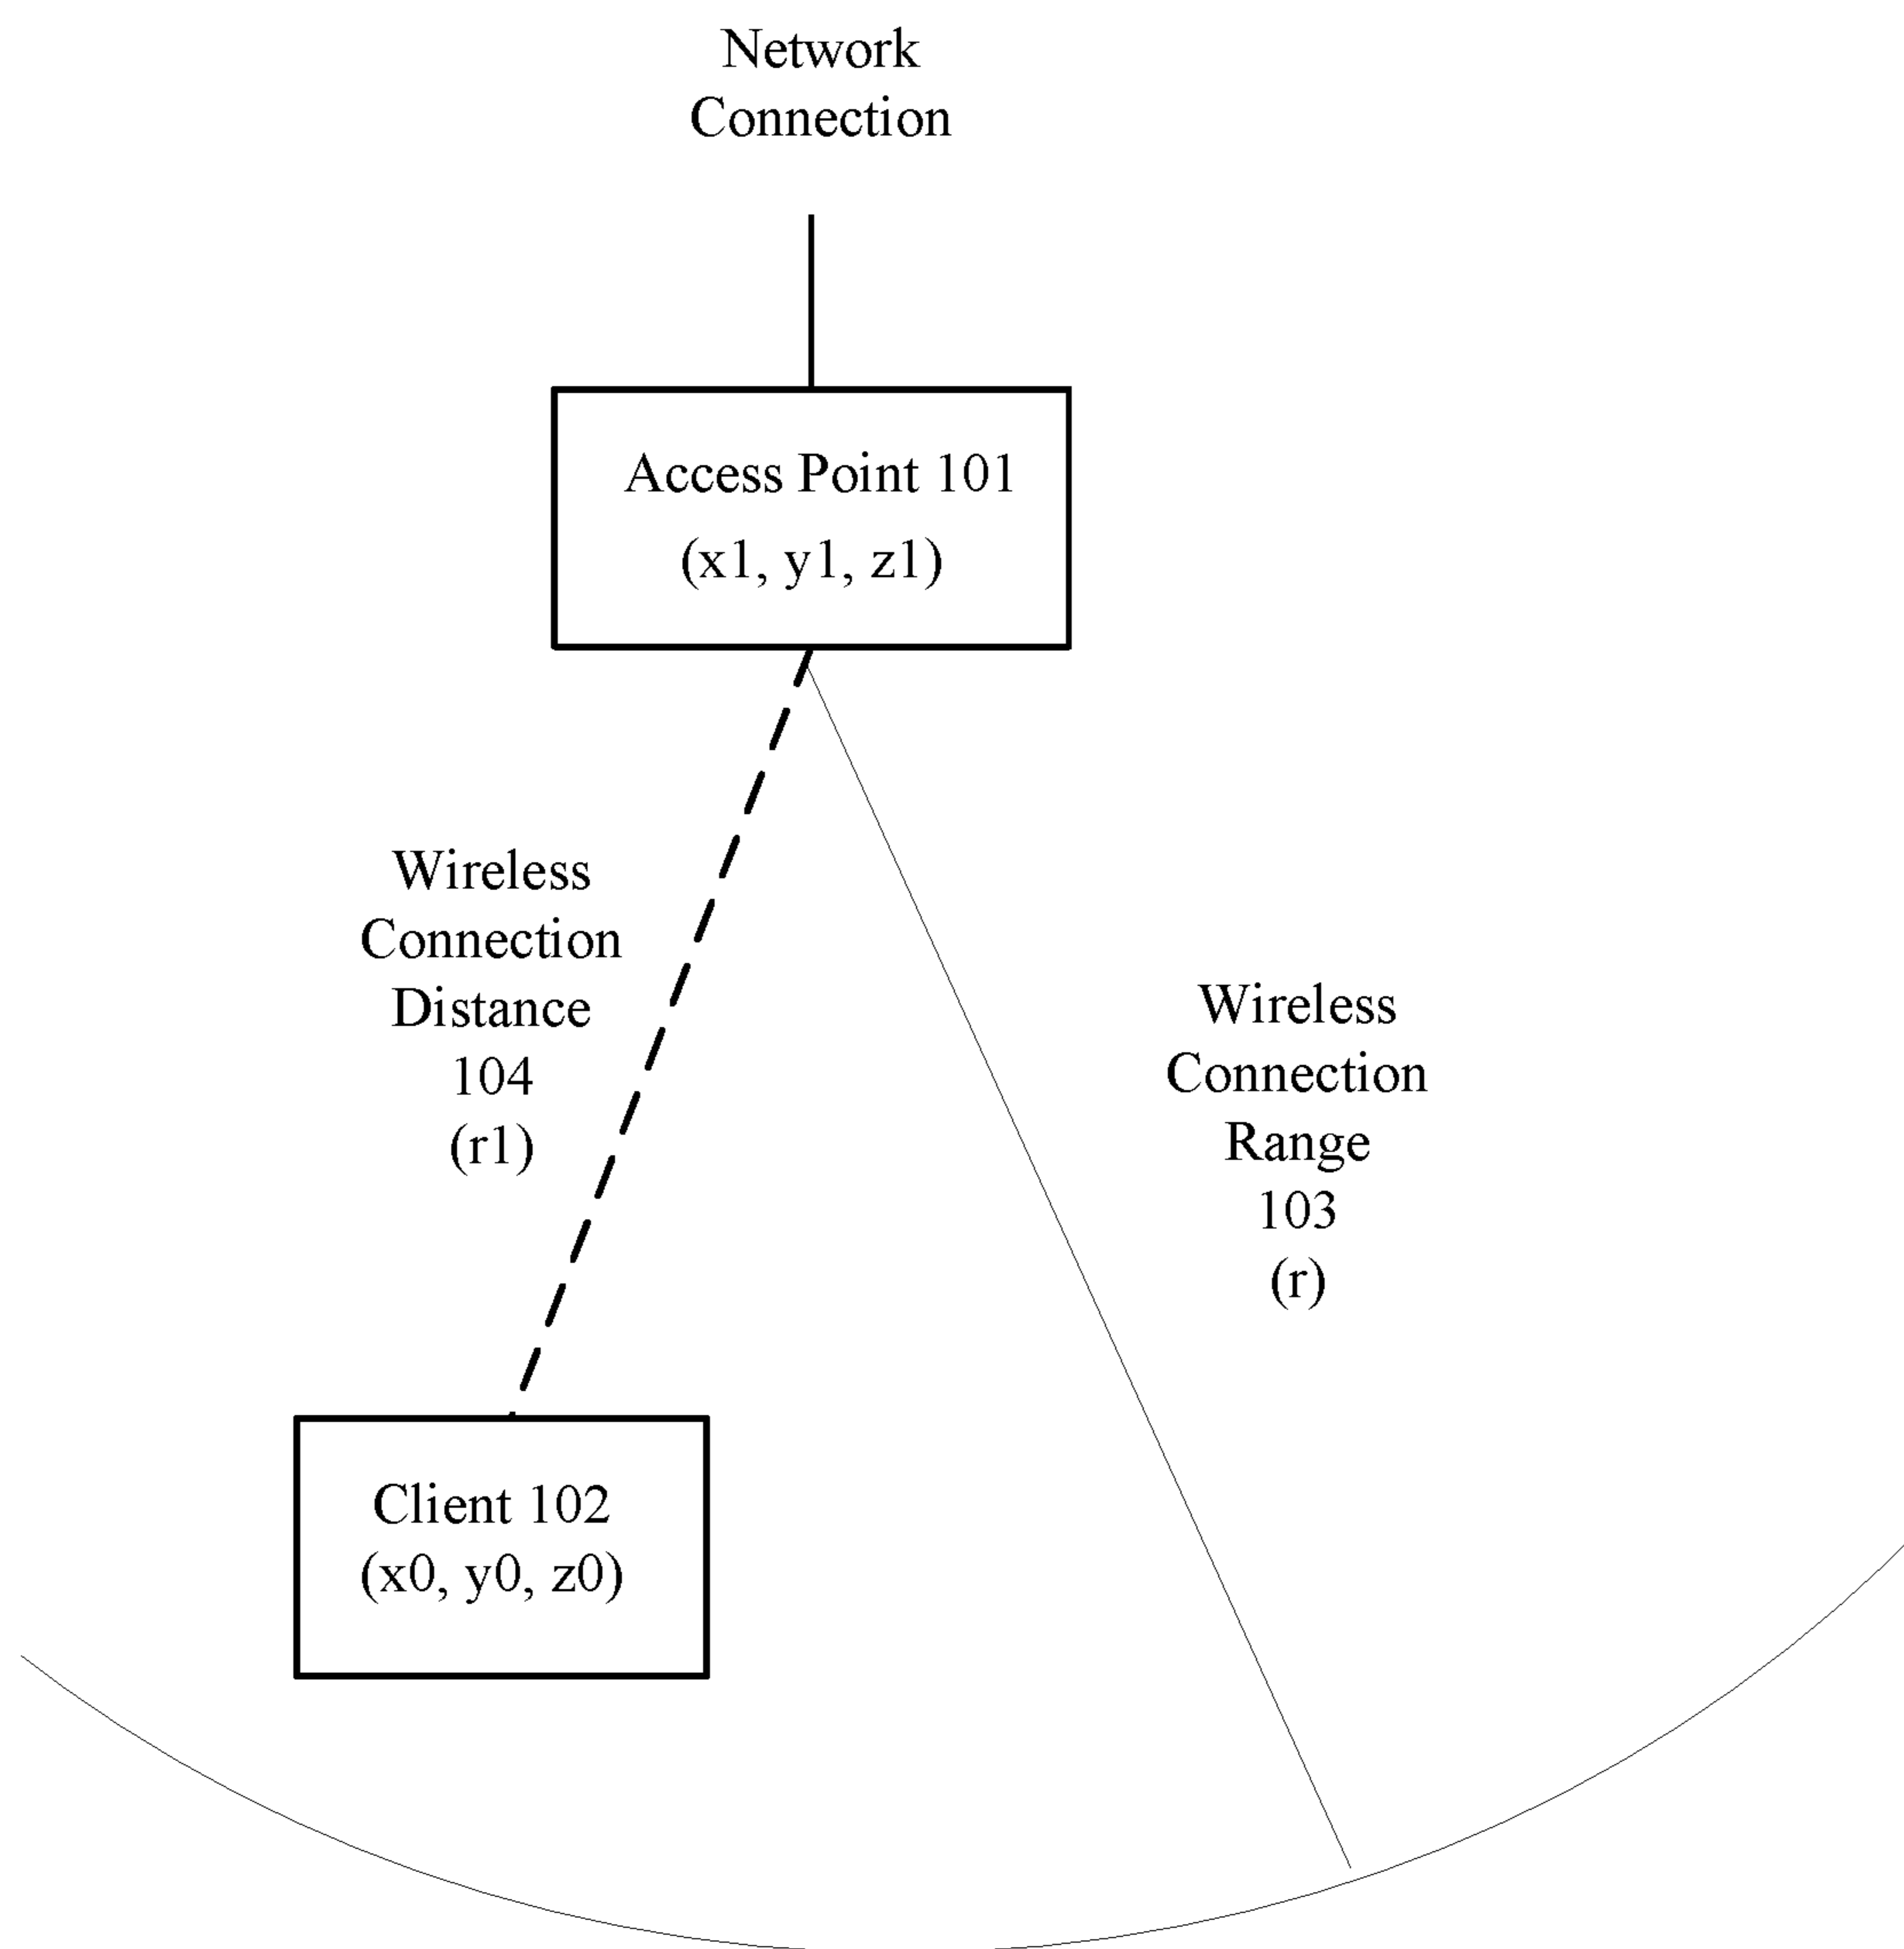 Network
Connection
Access Point 101
(x1, y1, z1)
Wireless
Connection
Distance
104
(r1)
Wireless
Connection
Range
103
(r)
Client 102
(x0, y0, z0)